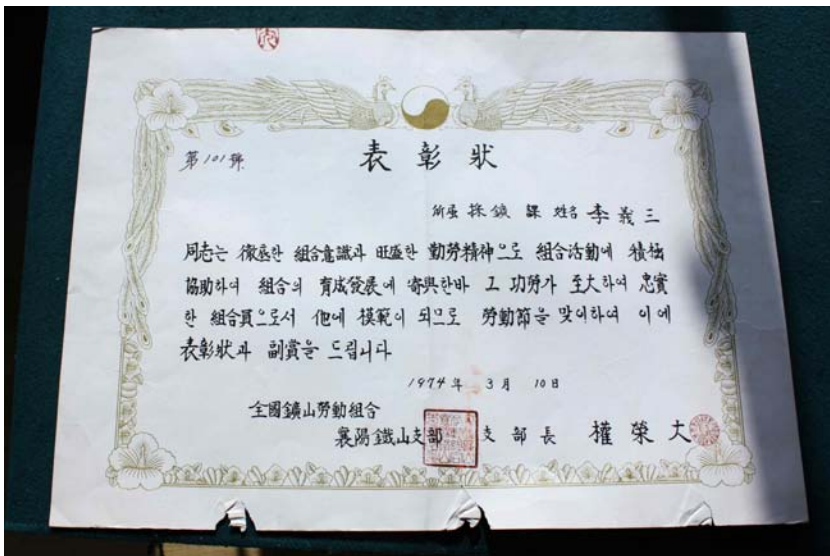 第101號
表彰狀
所屬 採鑛 課 姓名 李義三
同志는 徹底한 組合意識과 旺盛한 勤勞精神으로 組合活動에 積極
協助하여 組合의 育成發展에 寄與한바 그 功勞가 至大하여 忠實
한 組合員으로서 他에 模範이 되므로 勞動節을 맞이하여 이에
表彰狀과 副賞을 드립니다
1974年 3月 10日
全國鑛山勞動組合
襄陽鐵山支部 支部長 權榮大